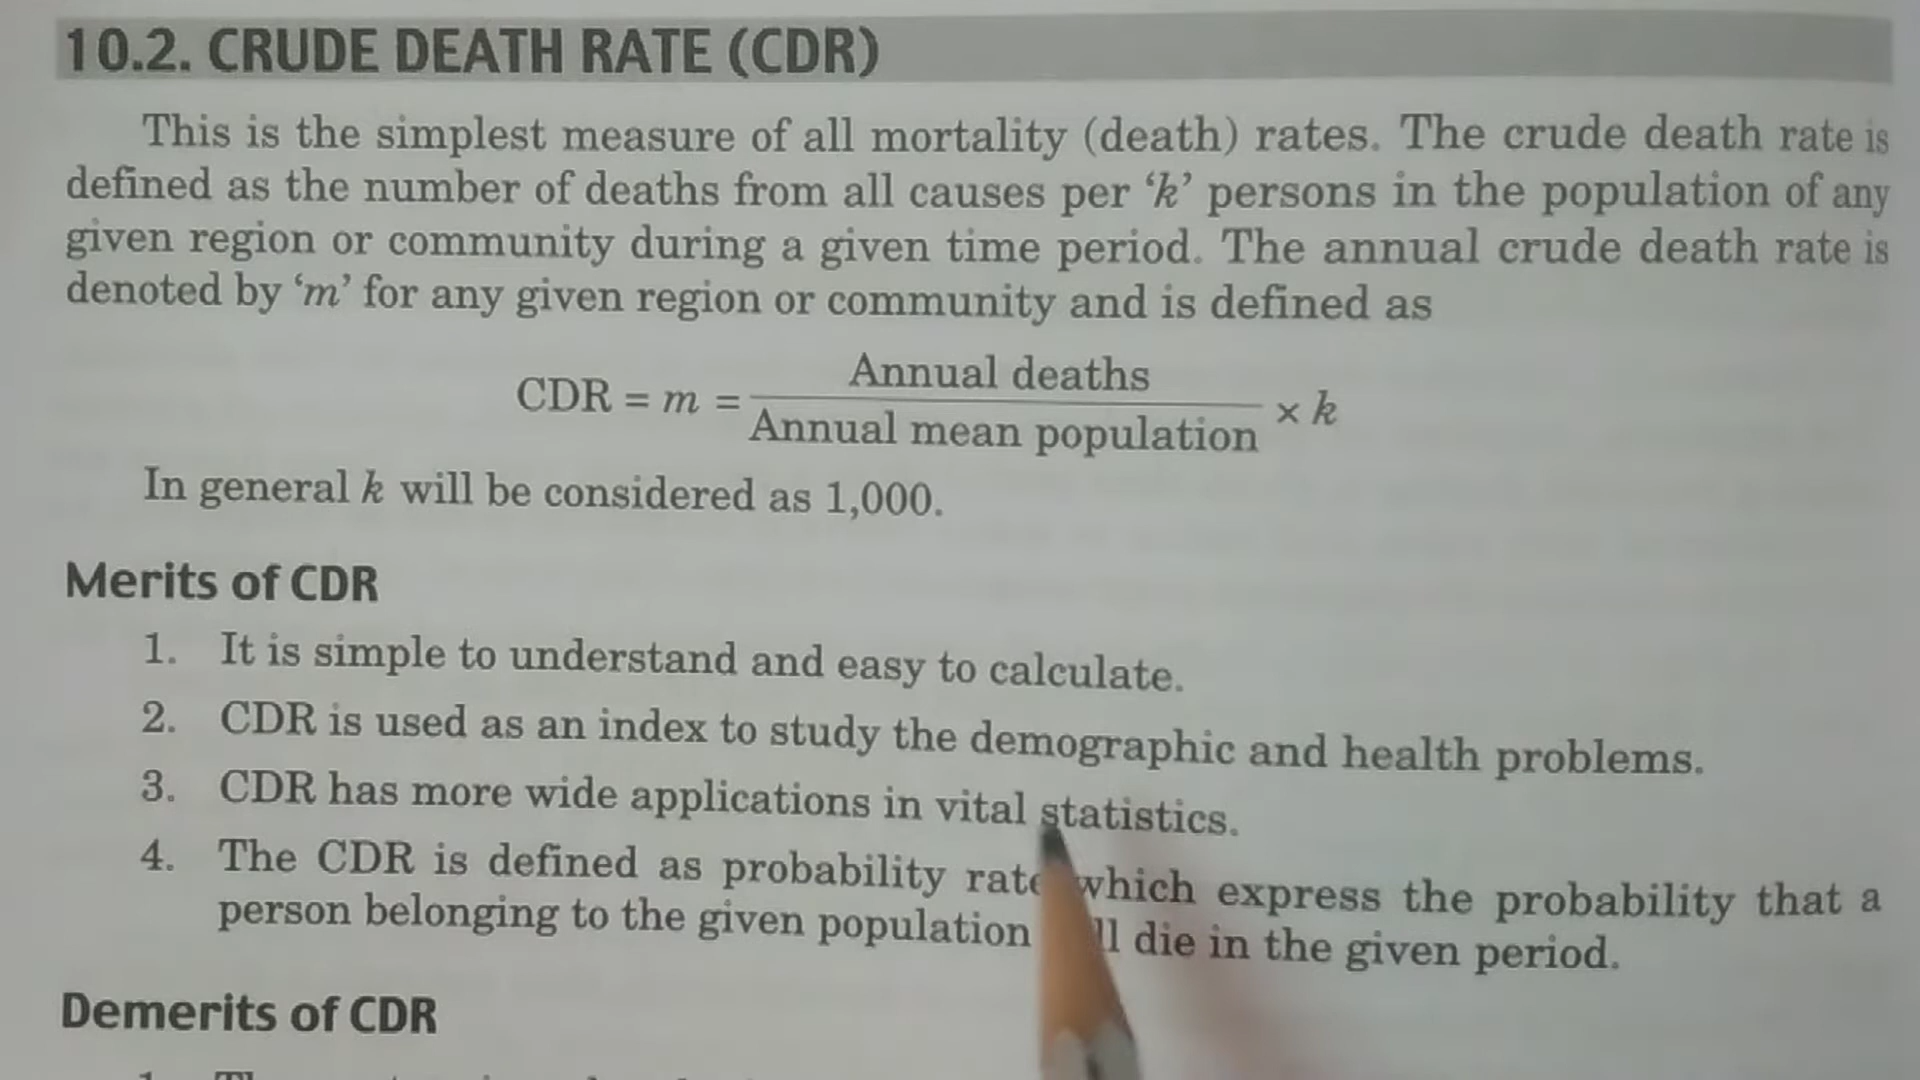 10.2. CRUDE DEATH RATE (CDR)
This is the simplest measure of all mortality (death) rates. The crude death rate is
defined as the number of deaths from all causes per ‘k’ persons in the population of any
given region or community during a given time period. The annual crude death rate is
denoted by ‘m’ for any given region or community and is defined as
CDR = m = Annual deaths / Annual mean population × k
In general k will be considered as 1,000.
Merits of CDR
1. It is simple to understand and easy to calculate.
2. CDR is used as an index to study the demographic and health problems.
3. CDR has more wide applications in vital statistics.
4. The CDR is defined as probability rate which express the probability that a
person belonging to the given population die in the given period.
Demerits of CDR